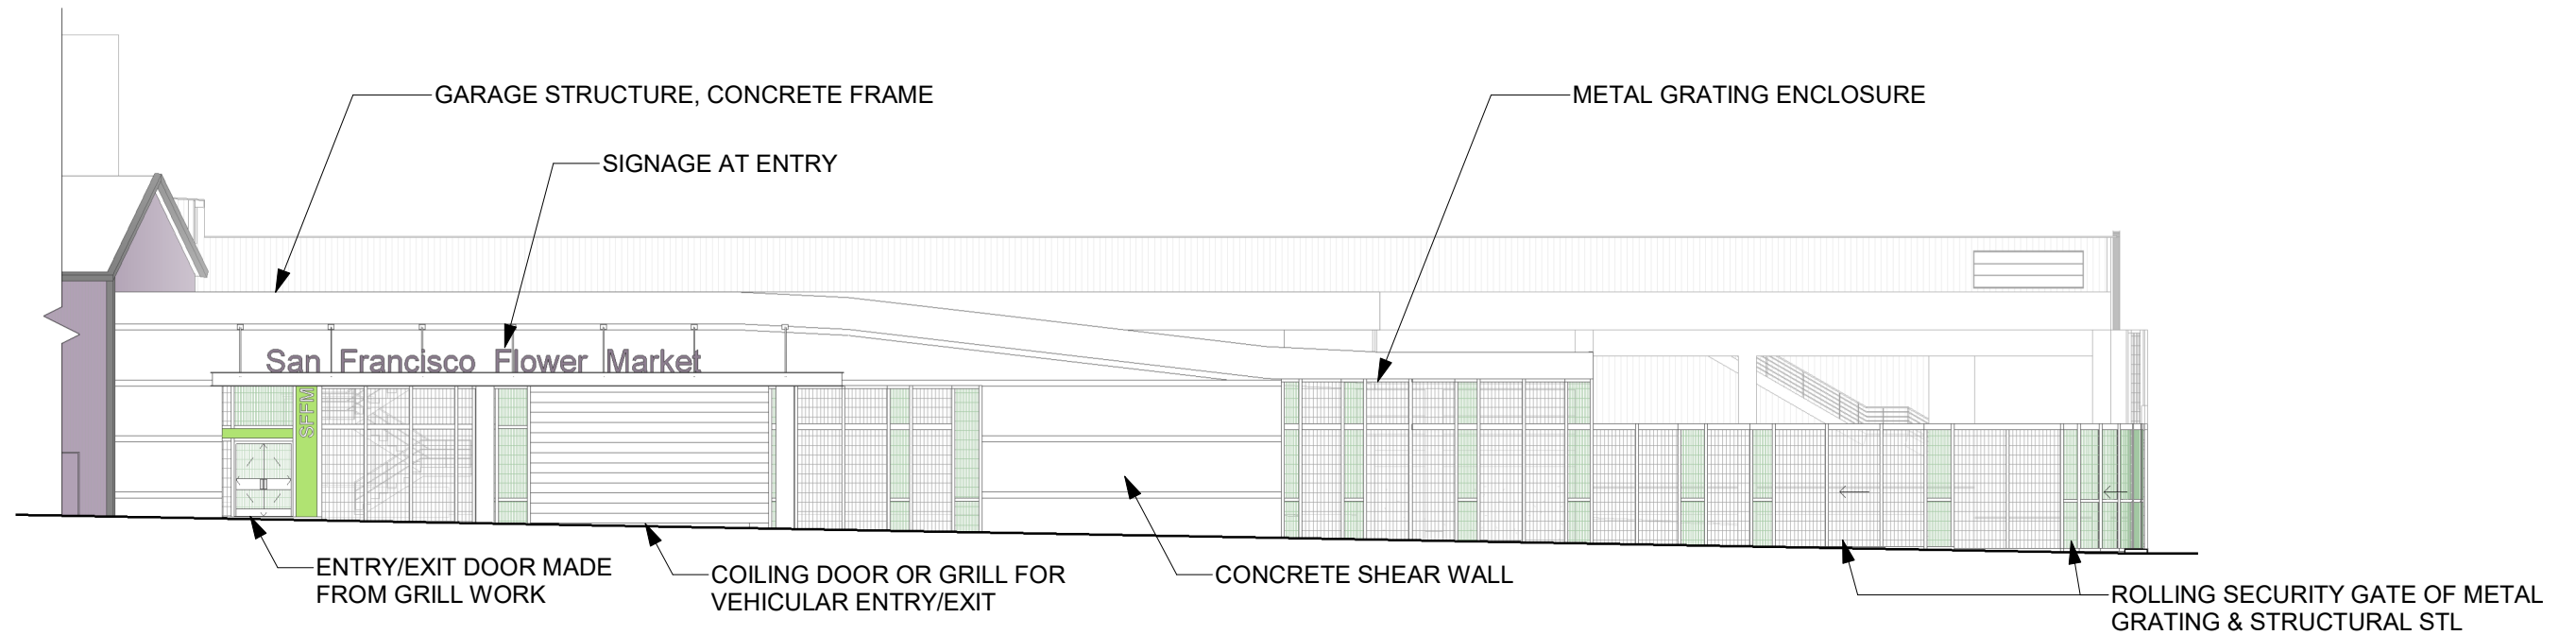 GARAGE STRUCTURE, CONCRETE FRAME
METAL GRATING ENCLOSURE
SIGNAGE AT ENTRY
San Francisco Flower Market
SFFM
ENTRY/EXIT DOOR MADE
FROM GRILL WORK
COILING DOOR OR GRILL FOR
VEHICULAR ENTRY/EXIT
CONCRETE SHEAR WALL
ROLLING SECURITY GATE OF METAL
GRATING & STRUCTURAL STL